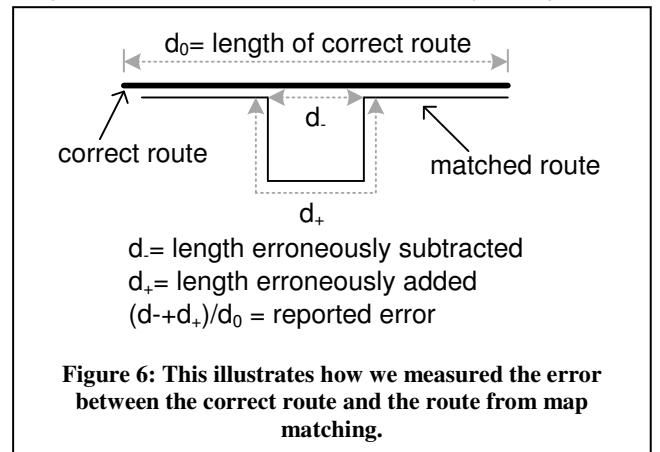 d₀= length of correct route
d₋
correct route
matched route
d₊
d₋= length erroneously subtracted
d₊= length erroneously added
(d-+d₊)/d₀ = reported error
Figure 6: This illustrates how we measured the error
between the correct route and the route from map
matching.